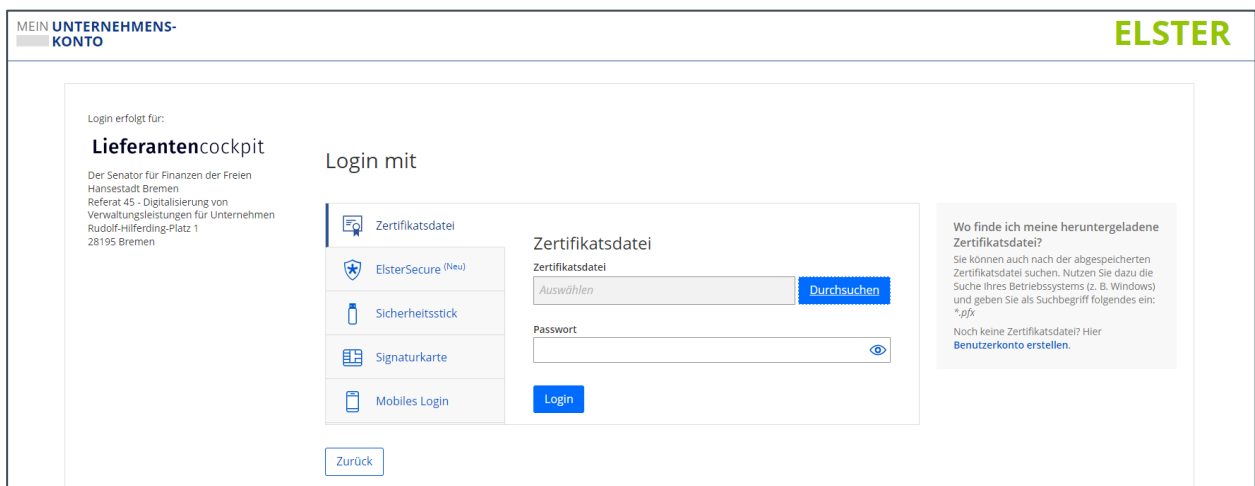 MEIN UNTERNEHMENS-
KONTO
ELSTER
Login erfolgt für:
Lieferantencockpit
Der Senator für Finanzen der Freien
Hansestadt Bremen
Referat 45 - Digitalisierung von
Verwaltungsleistungen für Unternehmen
Rudolf-Hilferding-Platz 1
28195 Bremen
Login mit
Zertifikatsdatei
ElsterSecure (Neu)
Sicherheitsstick
Signaturkarte
Mobiles Login
Zertifikatsdatei
Zertifikatsdatei
Auswählen
Durchsuchen
Passwort
Login
Wo finde ich meine heruntergeladene
Zertifikatsdatei?
Sie können auch nach der abgespeicherten
Zertifikatsdatei suchen. Nutzen Sie dazu die
Suche Ihres Betriebssystems (z. B. Windows)
und geben Sie als Suchbegriff folgendes ein:
*.pfx
Noch keine Zertifikatsdatei? Hier
Benutzerkonto erstellen.
Zurück